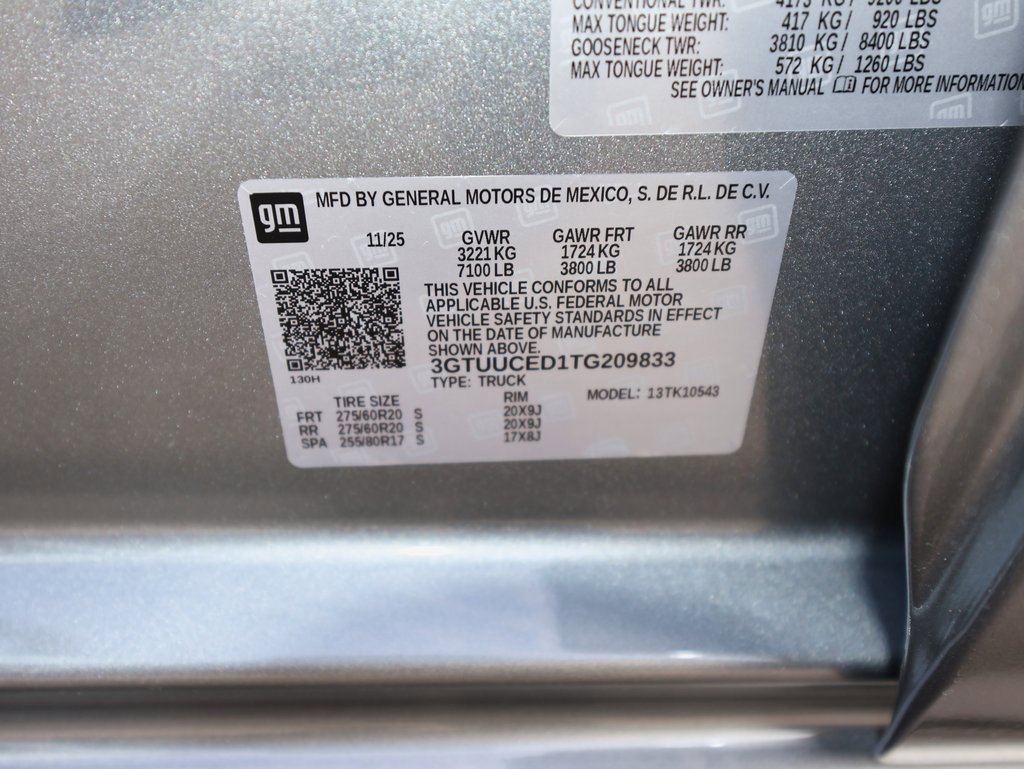 CONVENTIONAL TWR: 4173 KG/ 9200 LBS
MAX TONGUE WEIGHT: 417 KG/ 920 LBS
GOOSENECK TWR: 3810 KG/ 8400 LBS
MAX TONGUE WEIGHT: 572 KG/ 1260 LBS
SEE OWNER'S MANUAL FOR MORE INFORMATION
gm MFD BY GENERAL MOTORS DE MEXICO, S. DE R.L. DE C.V.
11/25 GVWR GAWR FRT GAWR RR
3221 KG 1724 KG 1724 KG
7100 LB 3800 LB 3800 LB
THIS VEHICLE CONFORMS TO ALL
APPLICABLE U.S. FEDERAL MOTOR
VEHICLE SAFETY STANDARDS IN EFFECT
ON THE DATE OF MANUFACTURE
SHOWN ABOVE.
3GTUUCED1TG209833
130H
TYPE: TRUCK
MODEL: 13TK10543
TIRE SIZE RIM
FRT 275/60R20 S 20X9J
RR 275/60R20 S 20X9J
SPA 255/80R17 S 17X8J